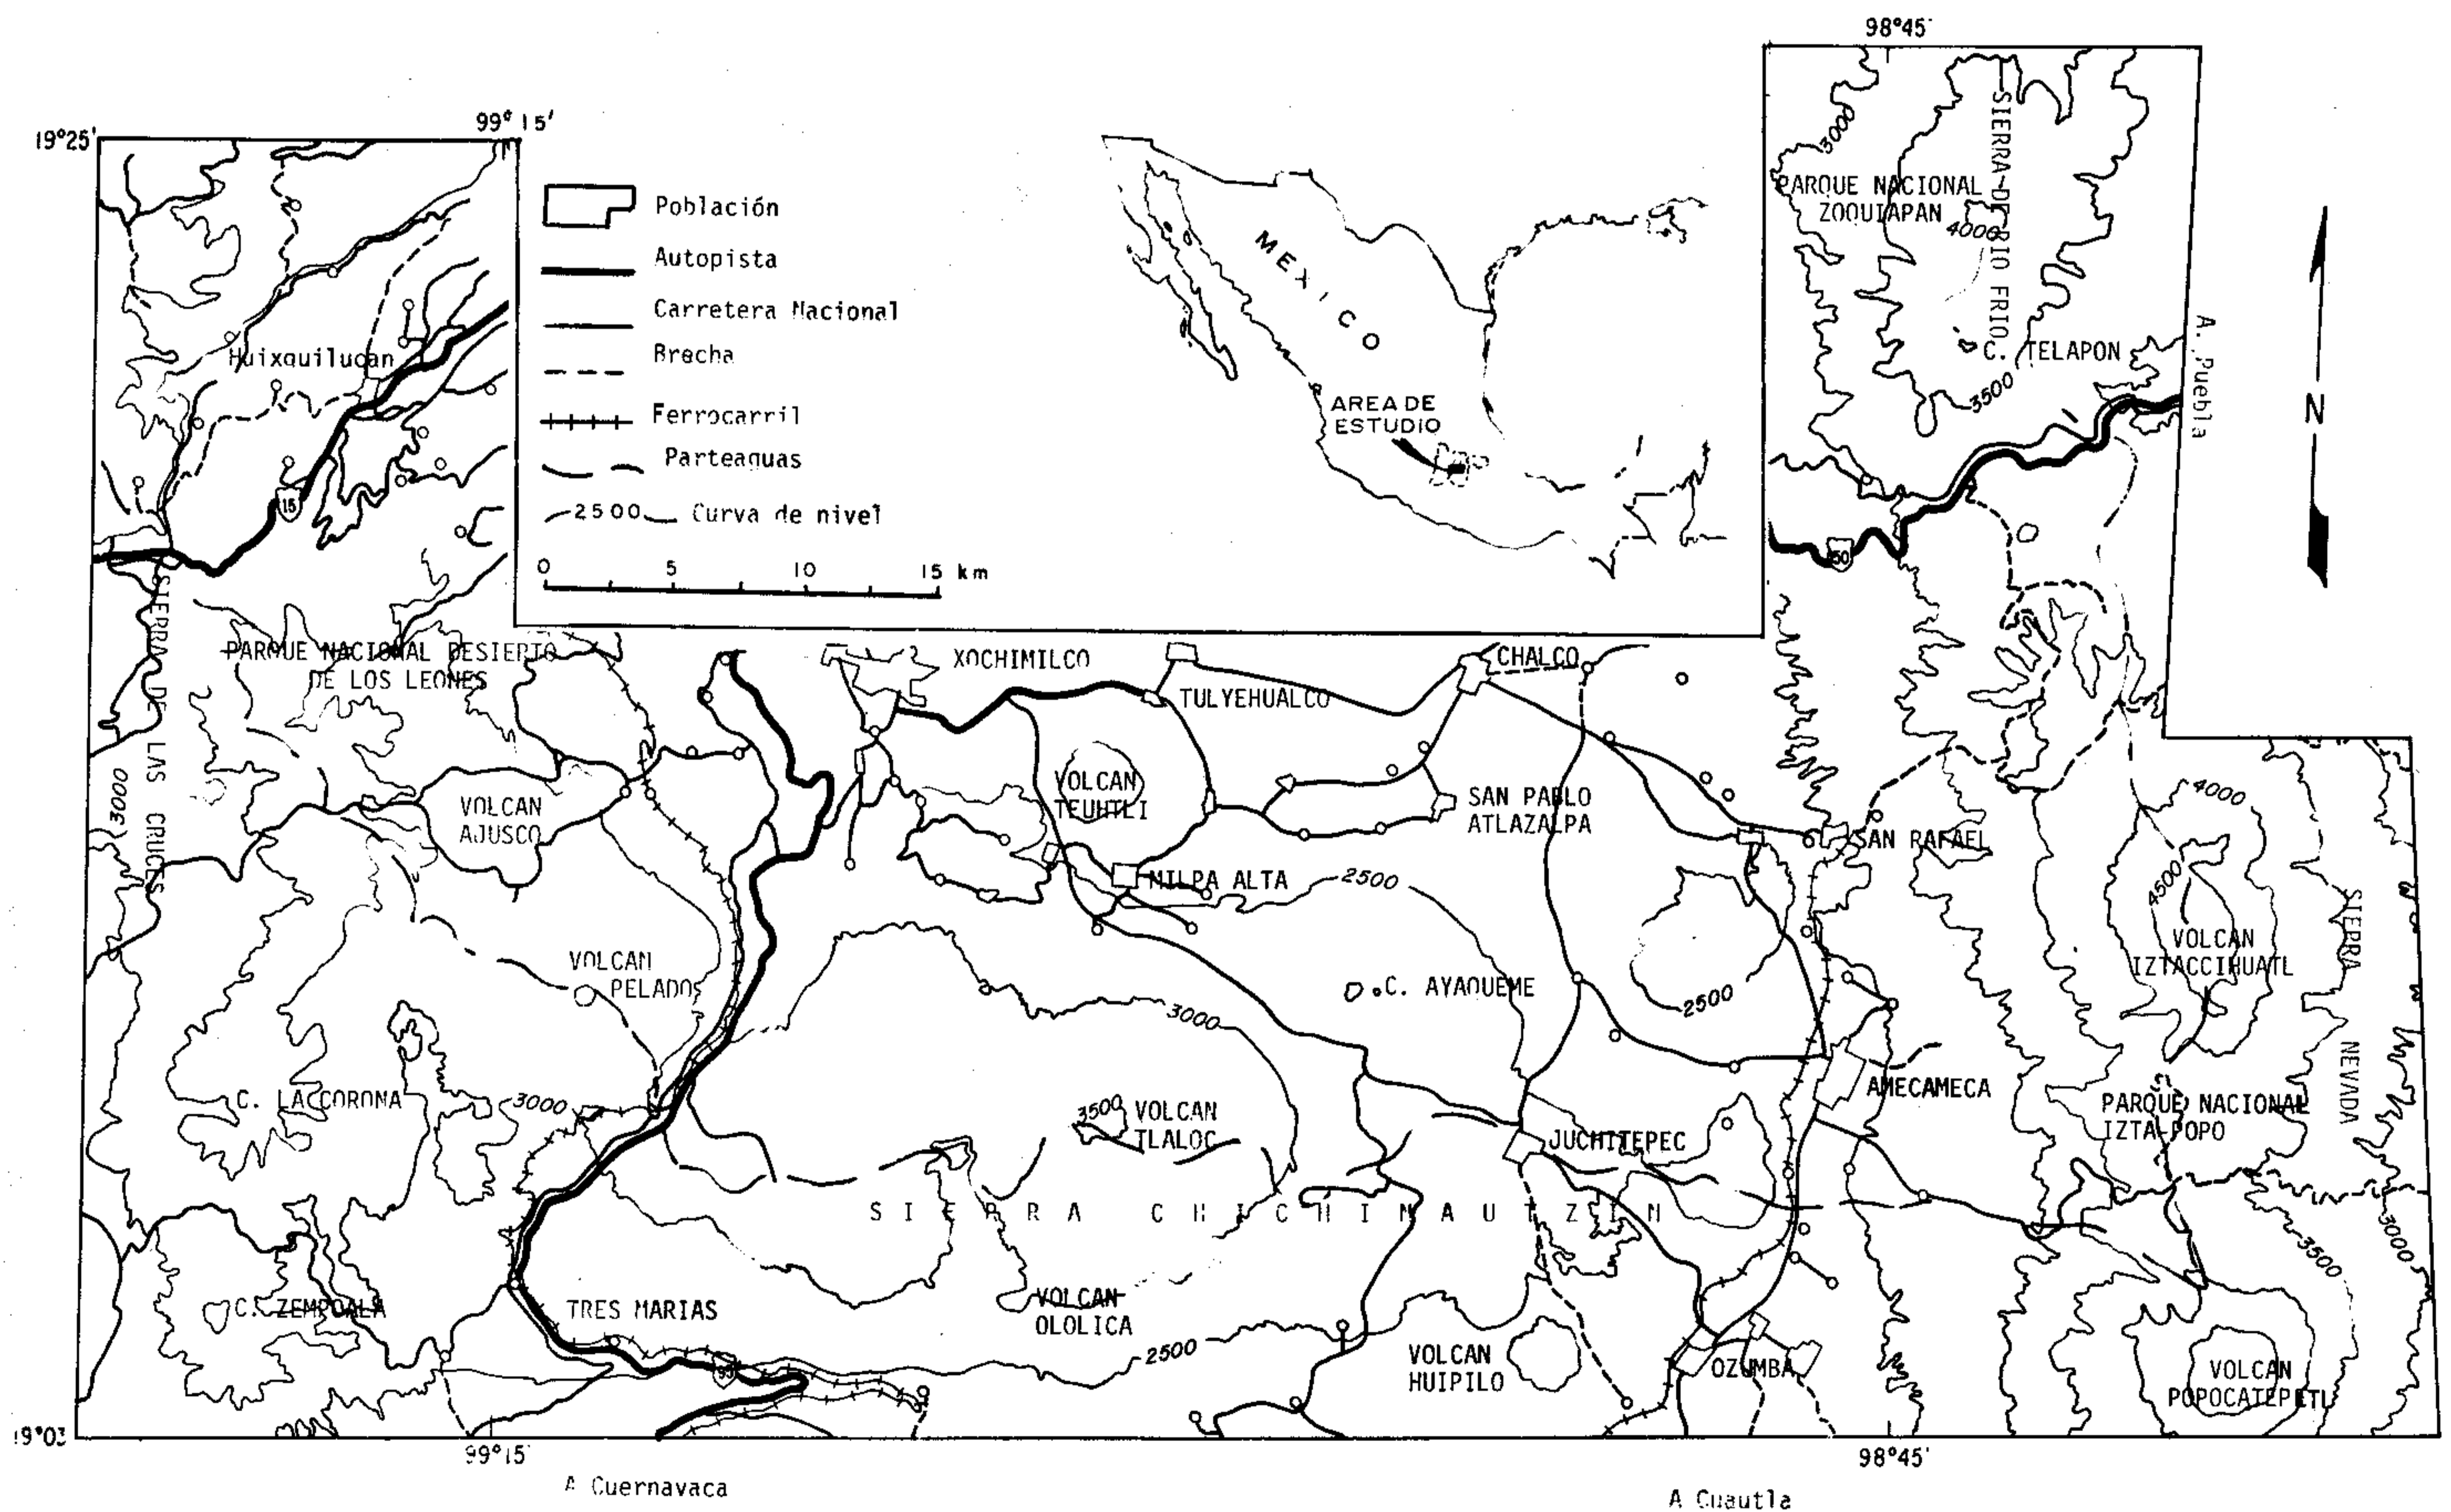 98°45'
99°15'
19°25'
Población
Autopista
Carretera Nacional
Brecha
Ferrocarril
Parteaguas
2500 Curva de nivel
0 5 10 15 km
MEXICO
AREA DE
ESTUDIO
3000
SIERRA DE RIO FRIO
PARQUE NACIONAL
ZOQUIAPAN
4000
C. TELAPON
3500
A. Puebla
N
Huixquilucan
15
150
SIERRA DE LAS CRUCES
PARQUE NACIONAL DESIERTO
DE LOS LEONES
XOCHIMILCO
TULYEHUALCO
CHALCO
3000
VOLCAN
AJUSCO
VOLCAN
TEUHTLI
SAN PABLO
ATLAZALPA
SAN RAFAEL
4000
4500
MILPA ALTA
2500
VOLCAN
PELADO
C. AYAQUEME
2500
VOLCAN
IZTACCIHUATL
SIERRA NEVADA
3000
C. LA CORONA
3000
3500
VOLCAN
TLALOC
AMECAMECA
JUCHITEPEC
PARQUE NACIONAL
IZTA-POPO
SIERRA CHICHINAUTZIN
3500
3000
C. ZEMPOALA
TRES MARIAS
VOLCAN
OLOLICA
2500
95
VOLCAN
HUIPILO
OZUMBA
VOLCAN
POPOCATEPETL
19°03
99°15'
98°45'
A Cuernavaca
A Cuautla